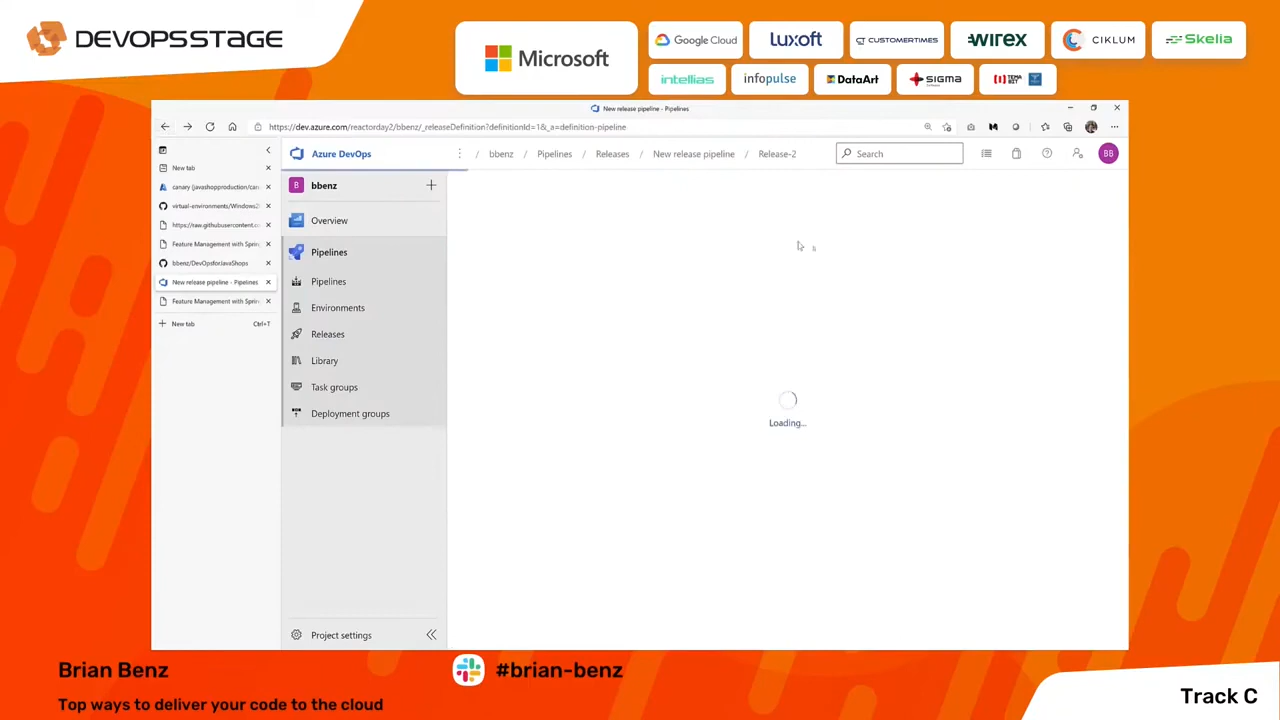 DEVOPSSTAGE
Microsoft
Google Cloud
Luxoft
CUSTOMERTIMES
WIREX
CIKLUM
Skelia
intellias
infopulse
DataArt
SIGMA
New release pipeline - Pipelines
https://dev.azure.com/reactorday2/bbenz/_releaseDefinition?definitionId=1&_a=definition-pipeline
New tab
canary (javashopproduction/can
virtual-environments/Windows2
https://raw.githubusercontent.co
Feature Management with Sprin
bbenz/DevOpsforJavaShops
New release pipeline - Pipelines
Feature Management with Sprin
New tab Ctrl+T
Azure DevOps / bbenz / Pipelines / Releases / New release pipeline / Release-2
Search
BB
B bbenz
Overview
Pipelines
Pipelines
Environments
Releases
Library
Task groups
Deployment groups
Project settings
Loading...
Brian Benz
#brian-benz
Top ways to deliver your code to the cloud
Track C